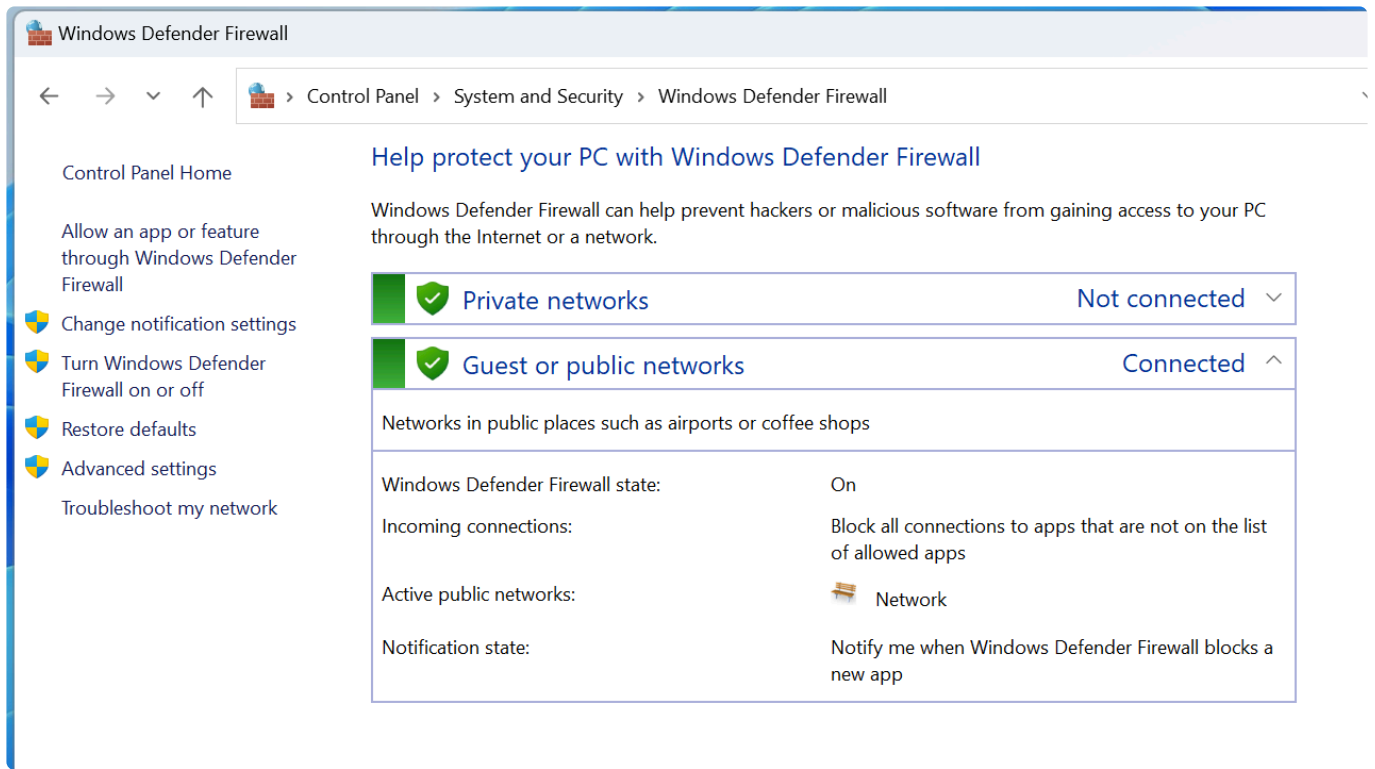 Windows Defender Firewall
Control Panel > System and Security > Windows Defender Firewall
Control Panel Home
Allow an app or feature
through Windows Defender
Firewall
Change notification settings
Turn Windows Defender
Firewall on or off
Restore defaults
Advanced settings
Troubleshoot my network
Help protect your PC with Windows Defender Firewall
Windows Defender Firewall can help prevent hackers or malicious software from gaining access to your PC
through the Internet or a network.
Private networks Not connected
Guest or public networks Connected
Networks in public places such as airports or coffee shops
Windows Defender Firewall state: On
Incoming connections: Block all connections to apps that are not on the list
of allowed apps
Active public networks: Network
Notification state: Notify me when Windows Defender Firewall blocks a
new app